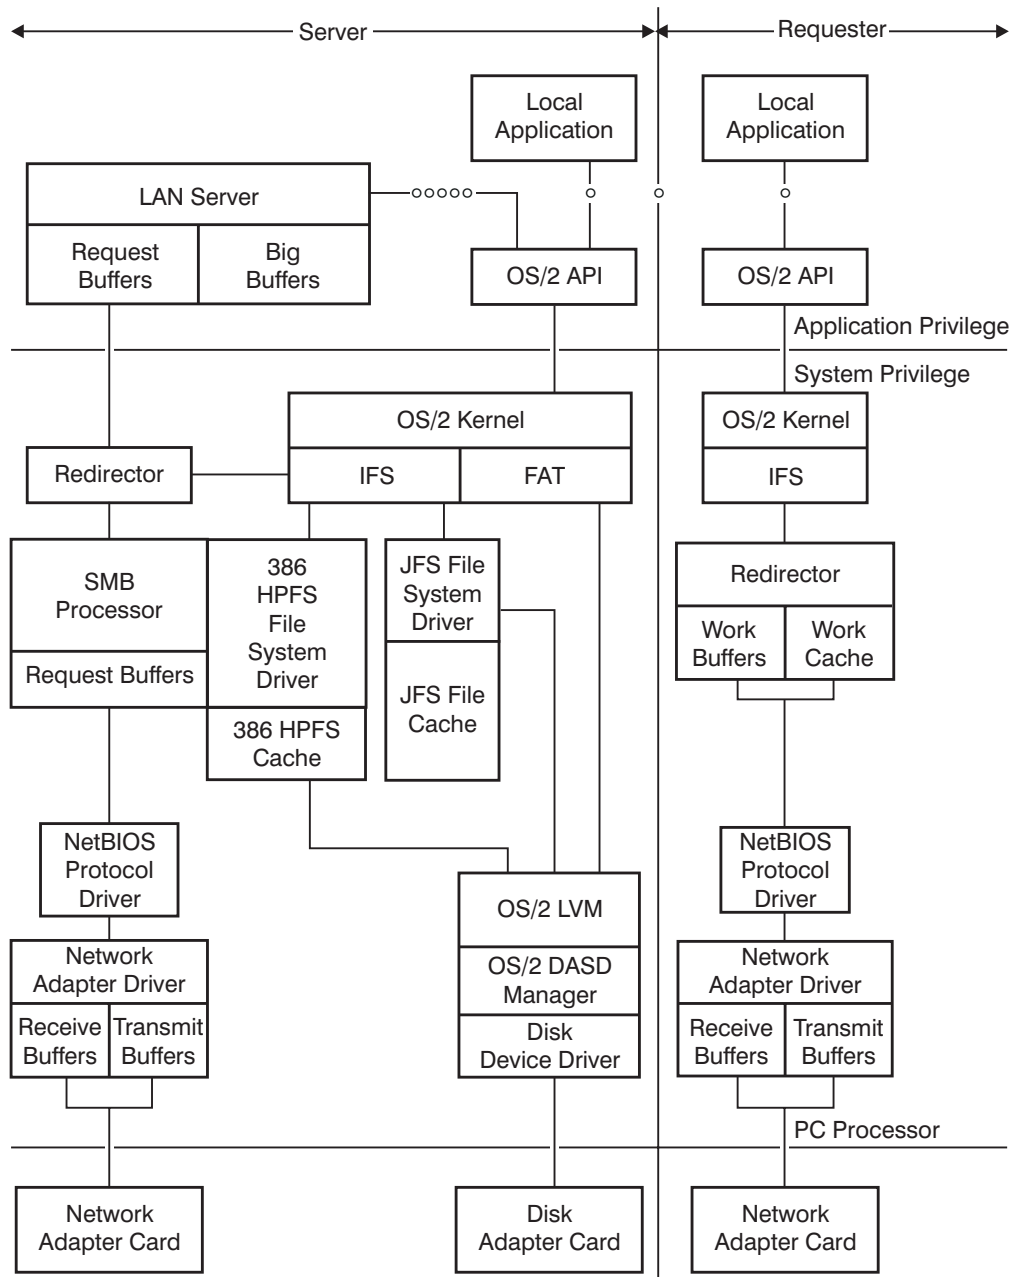 Server
Requester
Local
Application
Local
Application
LAN Server
Request
Buffers
Big
Buffers
OS/2 API
OS/2 API
Application Privilege
System Privilege
OS/2 Kernel
IFS
FAT
OS/2 Kernel
IFS
Redirector
SMB
Processor
Request Buffers
386
HPFS
File
System
Driver
386 HPFS
Cache
JFS File
System
Driver
JFS File
Cache
Redirector
Work
Buffers
Work
Cache
NetBIOS
Protocol
Driver
NetBIOS
Protocol
Driver
OS/2 LVM
OS/2 DASD
Manager
Disk
Device Driver
Network
Adapter Driver
Receive
Buffers
Transmit
Buffers
Network
Adapter Driver
Receive
Buffers
Transmit
Buffers
PC Processor
Network
Adapter Card
Disk
Adapter Card
Network
Adapter Card